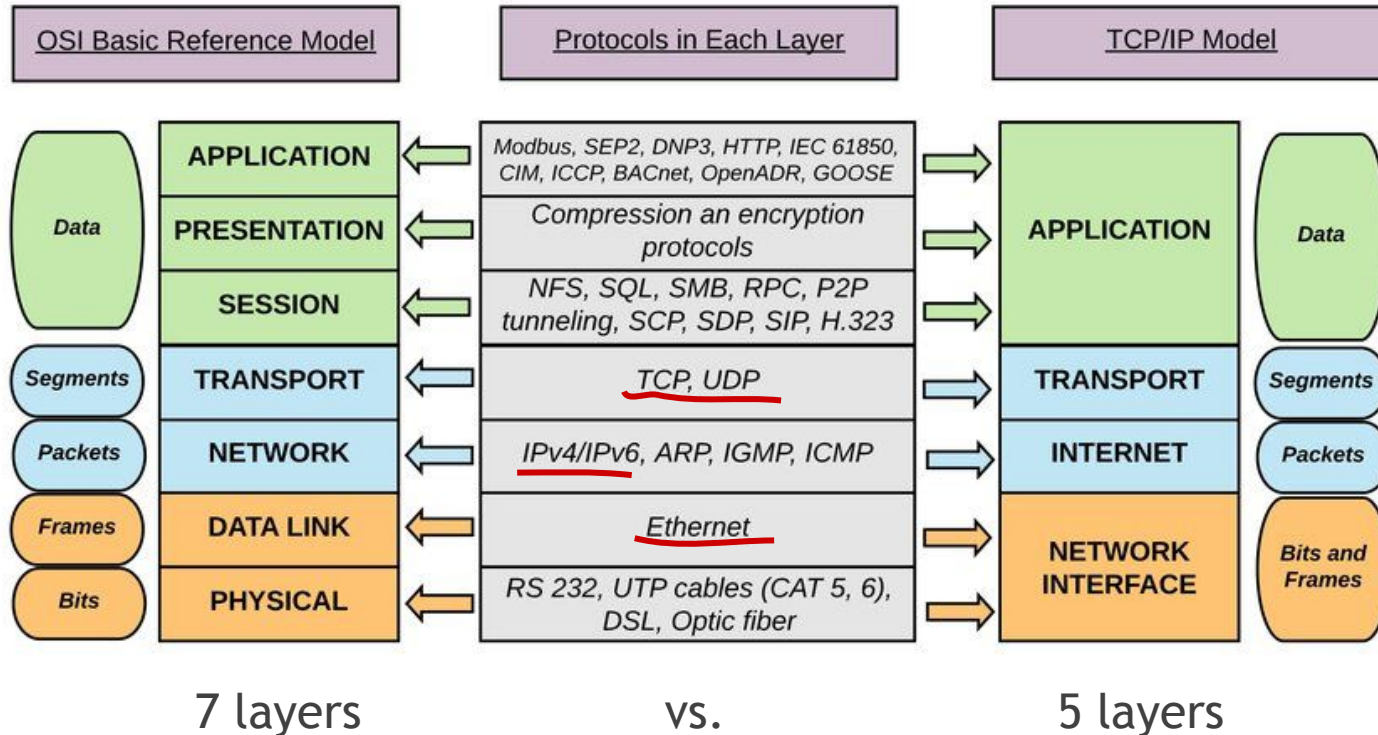 OSI Basic Reference Model
Protocols in Each Layer
TCP/IP Model
Data
APPLICATION
PRESENTATION
SESSION
Modbus, SEP2, DNP3, HTTP, IEC 61850,
CIM, ICCP, BACnet, OpenADR, GOOSE
Compression an encryption
protocols
NFS, SQL, SMB, RPC, P2P
tunneling, SCP, SDP, SIP, H.323
APPLICATION
Data
Segments
TRANSPORT
TCP, UDP
TRANSPORT
Segments
Packets
NETWORK
IPv4/IPv6, ARP, IGMP, ICMP
INTERNET
Packets
Frames
DATA LINK
Ethernet
Bits
PHYSICAL
RS 232, UTP cables (CAT 5, 6),
DSL, Optic fiber
NETWORK
INTERFACE
Bits and
Frames
7 layers
vs.
5 layers